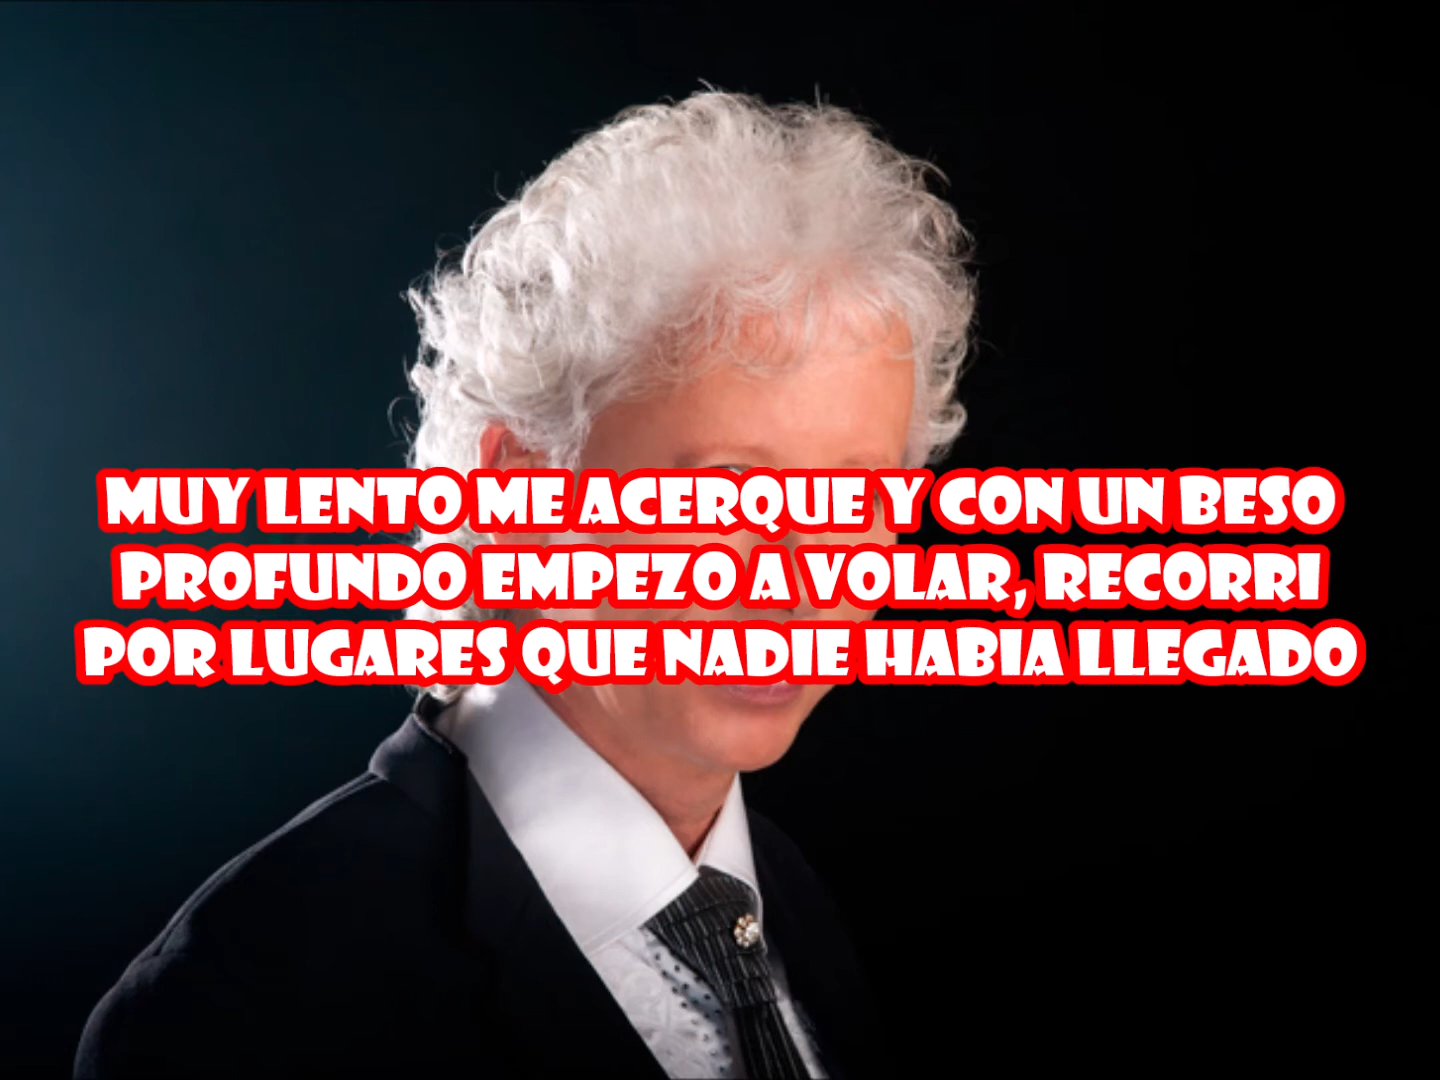 MUY LENTO ME ACERQUE Y CON UN BESO
PROFUNDO EMPEZO A VOLAR, RECORRI
POR LUGARES QUE NADIE HABIA LLEGADO